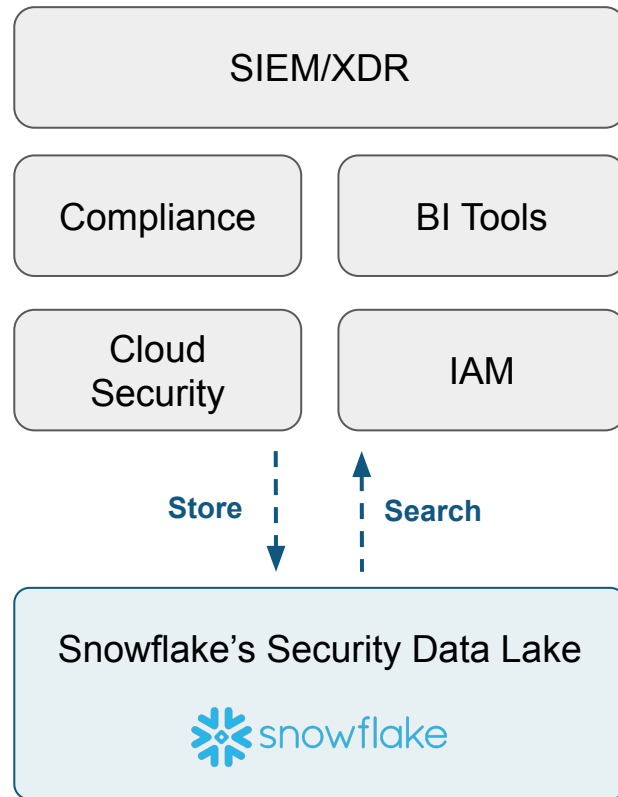 SIEM/XDR
Compliance
BI Tools
Cloud
Security
IAM
Store
Search
Snowflake’s Security Data Lake
snowflake